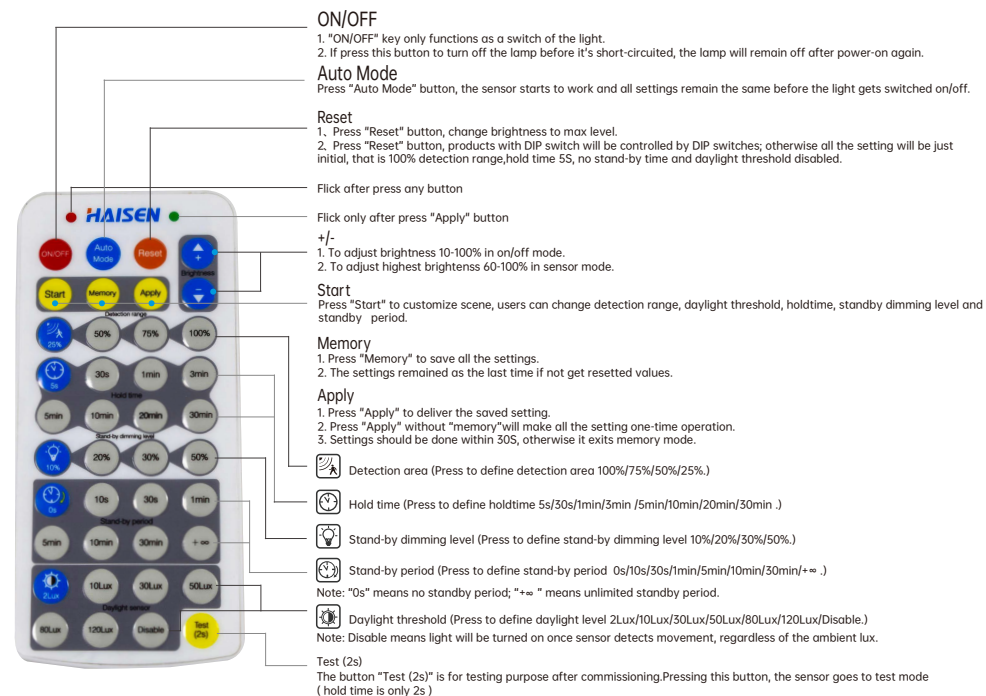 ON/OFF
1. "ON/OFF" key only functions as a switch of the light.
2. If press this button to turn off the lamp before it's short-circuited, the lamp will remain off after power-on again.
Auto Mode
Press "Auto Mode" button, the sensor starts to work and all settings remain the same before the light gets switched on/off.
Reset
1、Press "Reset" button, change brightness to max level.
2、Press "Reset" button, products with DIP switch will be controlled by DIP switches; otherwise all the setting will be just
initial, that is 100% detection range,hold time 5S, no stand-by time and daylight threshold disabled.
Flick after press any button
Flick only after press "Apply" button
+/-
1. To adjust brightness 10-100% in on/off mode.
2. To adjust highest brightenss 60-100% in sensor mode.
Start
Press "Start" to customize scene, users can change detection range, daylight threshold, holdtime, standby dimming level and
standby period.
Memory
1. Press "Memory" to save all the settings.
2. The settings remained as the last time if not get resetted values.
Apply
1. Press "Apply" to deliver the saved setting.
2. Press "Apply" without "memory"will make all the setting one-time operation.
3. Settings should be done within 30S, otherwise it exits memory mode.
Detection area (Press to define detection area 100%/75%/50%/25%.)
Hold time (Press to define holdtime 5s/30s/1min/3min /5min/10min/20min/30min .)
Stand-by dimming level (Press to define stand-by dimming level 10%/20%/30%/50%.)
Stand-by period (Press to define stand-by period 0s/10s/30s/1min/5min/10min/30min/+∞ .)
Note: "0s" means no standby period; "+∞ " means unlimited standby period.
Daylight threshold (Press to define daylight level 2Lux/10Lux/30Lux/50Lux/80Lux/120Lux/Disable.)
Note: Disable means light will be turned on once sensor detects movement, regardless of the ambient lux.
Test (2s)
The button "Test (2s)" is for testing purpose after commissioning.Pressing this button, the sensor goes to test mode
( hold time is only 2s )
HAISEN
ON/OFF
Auto
Mode
Reset
+
Brightness
−
Start
Memory
Apply
Detection range
25%
50%
75%
100%
5s
30s
1min
3min
Hold time
5min
10min
20min
30min
Stand-by dimming level
10%
20%
30%
50%
0s
10s
30s
1min
Stand-by period
5min
10min
30min
+∞
2Lux
10Lux
30Lux
50Lux
Daylight sensor
80Lux
120Lux
Disable
Test
(2s)